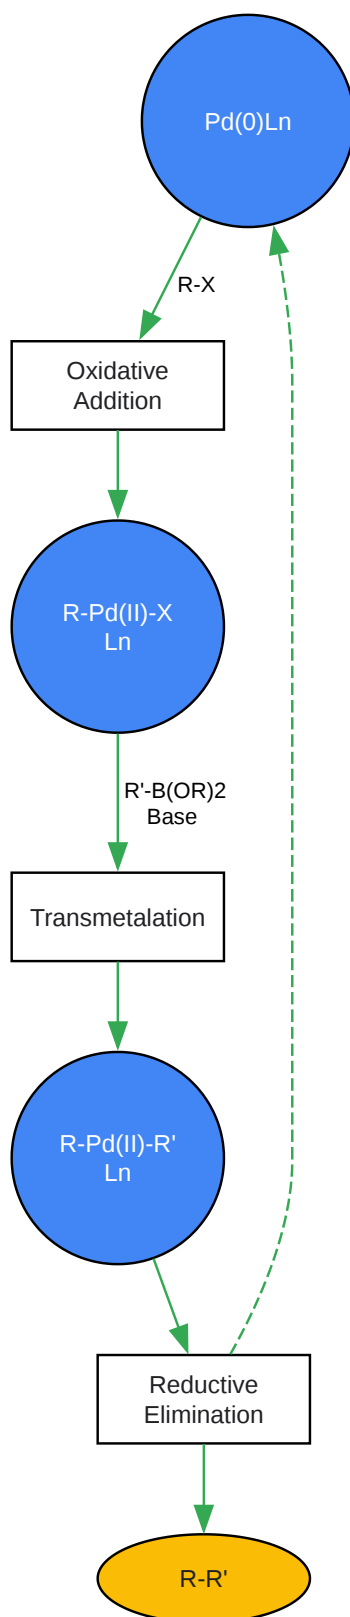 Pd(0)Ln
R-X
Oxidative
Addition
R-Pd(II)-X
Ln
R'-B(OR)2
Base
Transmetalation
R-Pd(II)-R'
Ln
Reductive
Elimination
R-R'